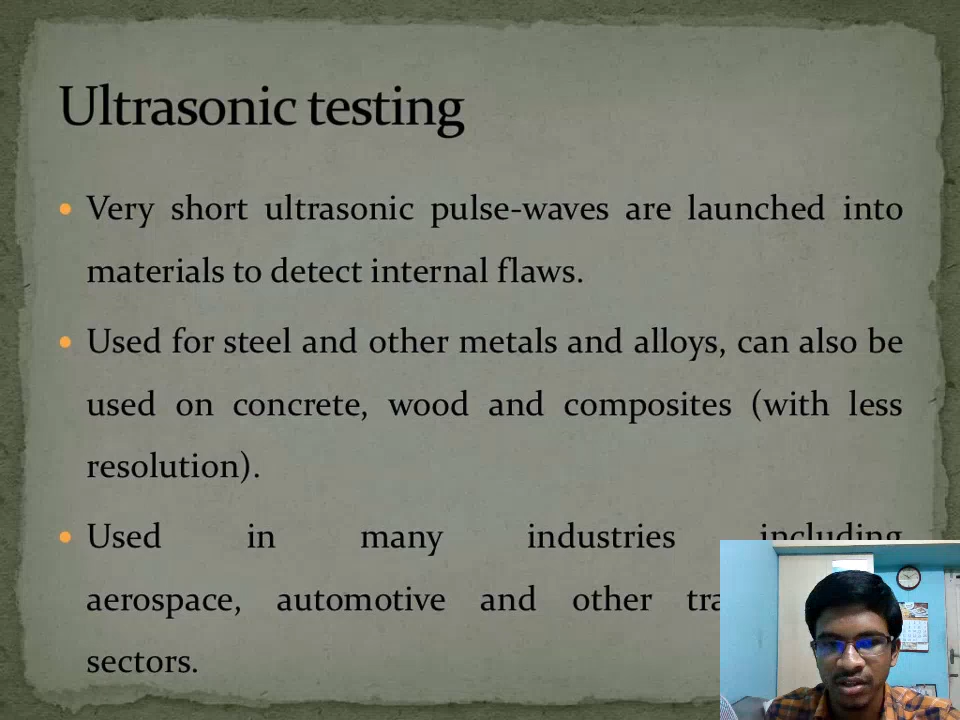 Ultrasonic testing
• Very short ultrasonic pulse-waves are launched into
materials to detect internal flaws.
• Used for steel and other metals and alloys, can also be
used on concrete, wood and composites (with less
resolution).
• Used in many industries including
aerospace, automotive and other
sectors.